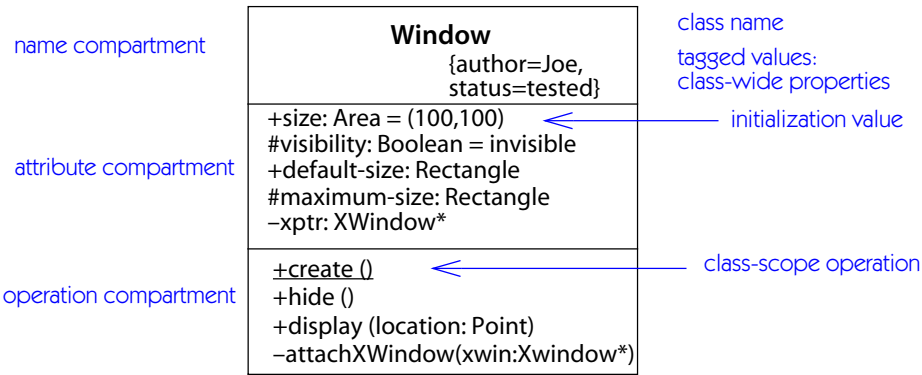 name compartment
Window
{author=Joe,
status=tested}
class name
tagged values:
class-wide properties
attribute compartment
+size: Area = (100,100)
#visibility: Boolean = invisible
+default-size: Rectangle
#maximum-size: Rectangle
–xptr: XWindow*
initialization value
operation compartment
+create ()
+hide ()
+display (location: Point)
–attachXWindow(xwin:Xwindow*)
class-scope operation